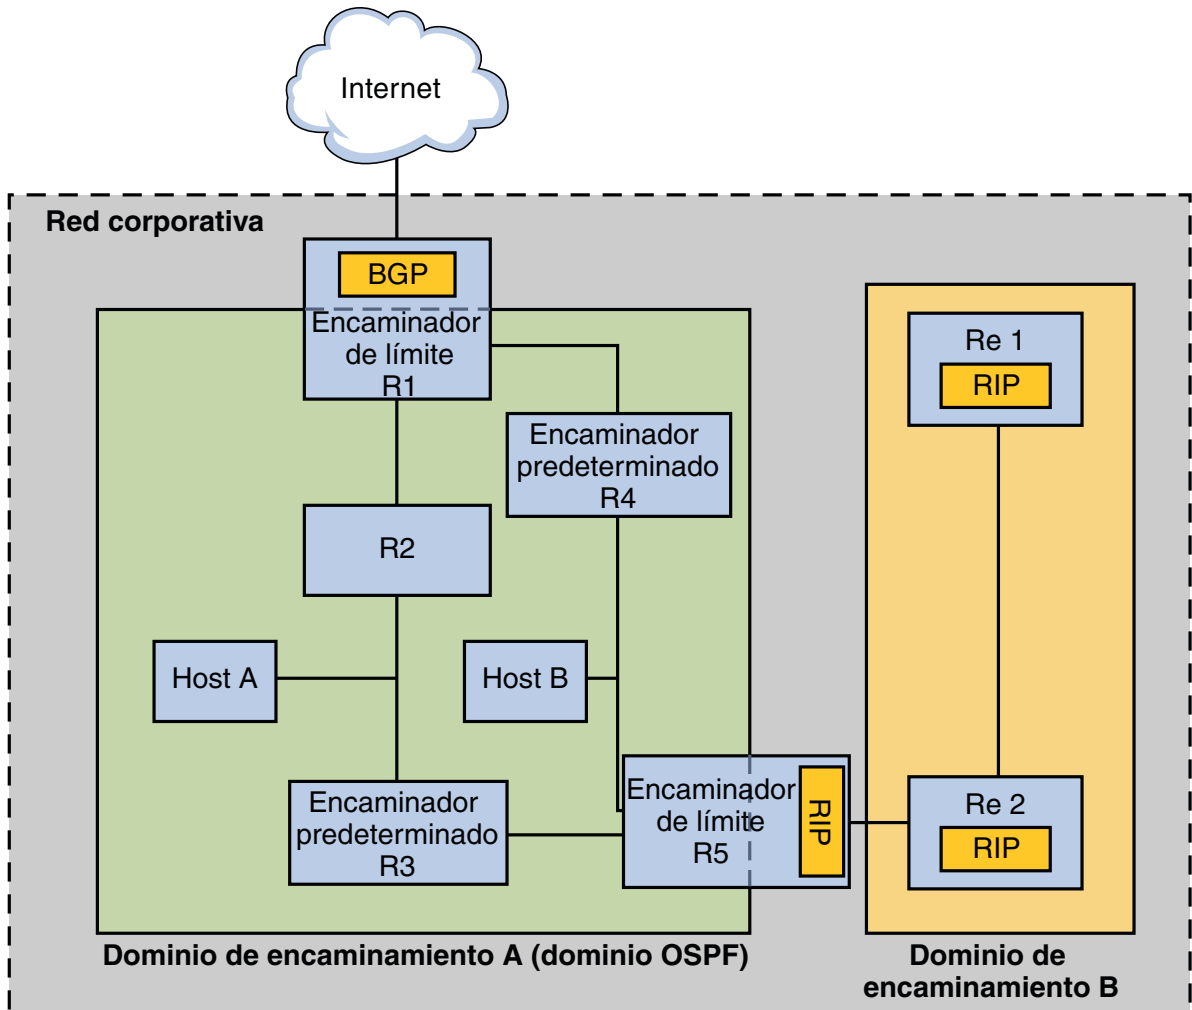 Internet
Red corporativa
BGP
Encaminador
de límite
R1
Re 1
RIP
Encaminador
predeterminado
R4
R2
Host A
Host B
Encaminador
predeterminado
R3
Encaminador
de límite
R5
RIP
Re 2
RIP
Dominio de encaminamiento A (dominio OSPF)
Dominio de
encaminamiento B